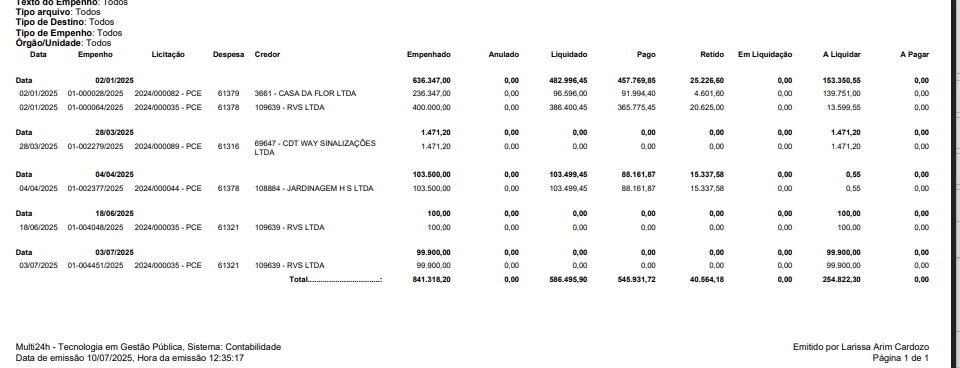 Texto do Empenho: Todos
Tipo arquivo: Todos
Tipo de Destino: Todos
Tipo de Empenho: Todos
Órgão/Unidade: Todos
Data Empenho Licitação Despesa Credor Empenhado Anulado Liquidado Pago Retido Em Liquidação A Liquidar A Pagar
Data 02/01/2025 636.347,00 0,00 482.996,45 457.769,85 25.226,60 0,00 153.350,55 0,00
02/01/2025 01-000028/2025 2024/000082 - PCE 61379 3661 - CASA DA FLOR LTDA 236.347,00 0,00 96.596,00 91.994,40 4.601,60 0,00 139.751,00 0,00
02/01/2025 01-000064/2025 2024/000035 - PCE 61378 109639 - RVS LTDA 400.000,00 0,00 386.400,45 365.775,45 20.625,00 0,00 13.599,55 0,00
Data 28/03/2025 1.471,20 0,00 0,00 0,00 0,00 0,00 1.471,20 0,00
28/03/2025 01-002279/2025 2024/000089 - PCE 61316 69647 - CDT WAY SINALIZAÇÕES 1.471,20 0,00 0,00 0,00 0,00 0,00 1.471,20 0,00
LTDA
Data 04/04/2025 103.500,00 0,00 103.499,45 88.161,87 15.337,58 0,00 0,55 0,00
04/04/2025 01-002377/2025 2024/000044 - PCE 61378 108884 - JARDINAGEM H S LTDA 103.500,00 0,00 103.499,45 88.161,87 15.337,58 0,00 0,55 0,00
Data 18/06/2025 100,00 0,00 0,00 0,00 0,00 0,00 100,00 0,00
18/06/2025 01-004048/2025 2024/000035 - PCE 61321 109639 - RVS LTDA 100,00 0,00 0,00 0,00 0,00 0,00 100,00 0,00
Data 03/07/2025 99.900,00 0,00 0,00 0,00 0,00 0,00 99.900,00 0,00
03/07/2025 01-004451/2025 2024/000035 - PCE 61321 109639 - RVS LTDA 99.900,00 0,00 0,00 0,00 0,00 0,00 99.900,00 0,00
Total................................: 841.318,20 0,00 586.495,90 545.931,72 40.564,18 0,00 254.822,30 0,00
Multi24h - Tecnologia em Gestão Pública, Sistema: Contabilidade Emitido por Larissa Arim Cardozo
Data de emissão 10/07/2025, Hora da emissão 12:35:17 Página 1 de 1